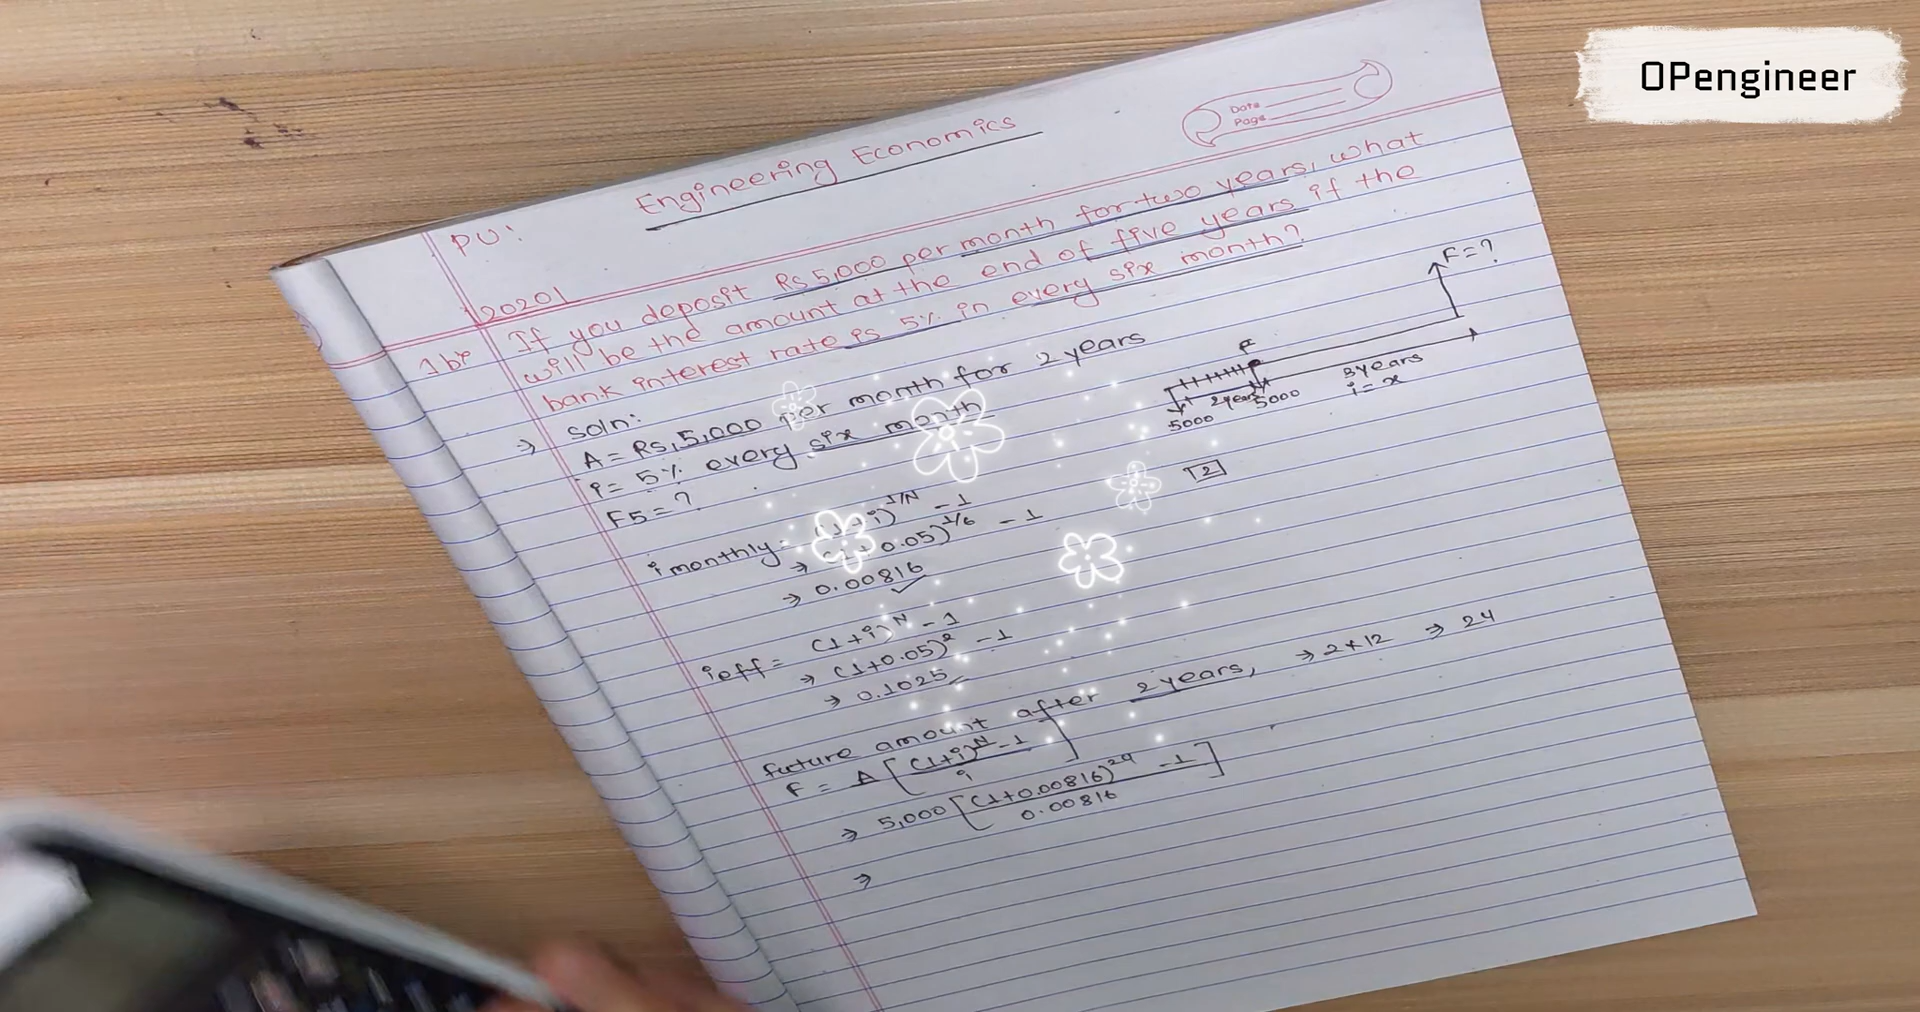 OPengineer
Date
Page
Engineering Economics
PU:
2020
1b)
If you deposit Rs 5,000 per month for two years, what
will be the amount at the end of five years if the
bank interest rate is 5% in every six month?
F = ?
⇒ soln:
A = Rs, 5,000 per month for 2 years
i = 5% every six month
F5 = ?
F
2 years
5000
5000
3 years
i = x
2
i monthly = (1+i)^1/N - 1
⇒ (1+0.05)^1/6 - 1
⇒ 0.00816
ieff = (1+i)^N - 1
⇒ (1+0.05)^2 - 1
⇒ 0.1025
future amount after 2 years, ⇒ 2*12 ⇒ 24
F = A [ (1+i)^N - 1 / i ]
⇒ 5,000 [ (1+0.00816)^24 - 1 / 0.00816 ]
⇒